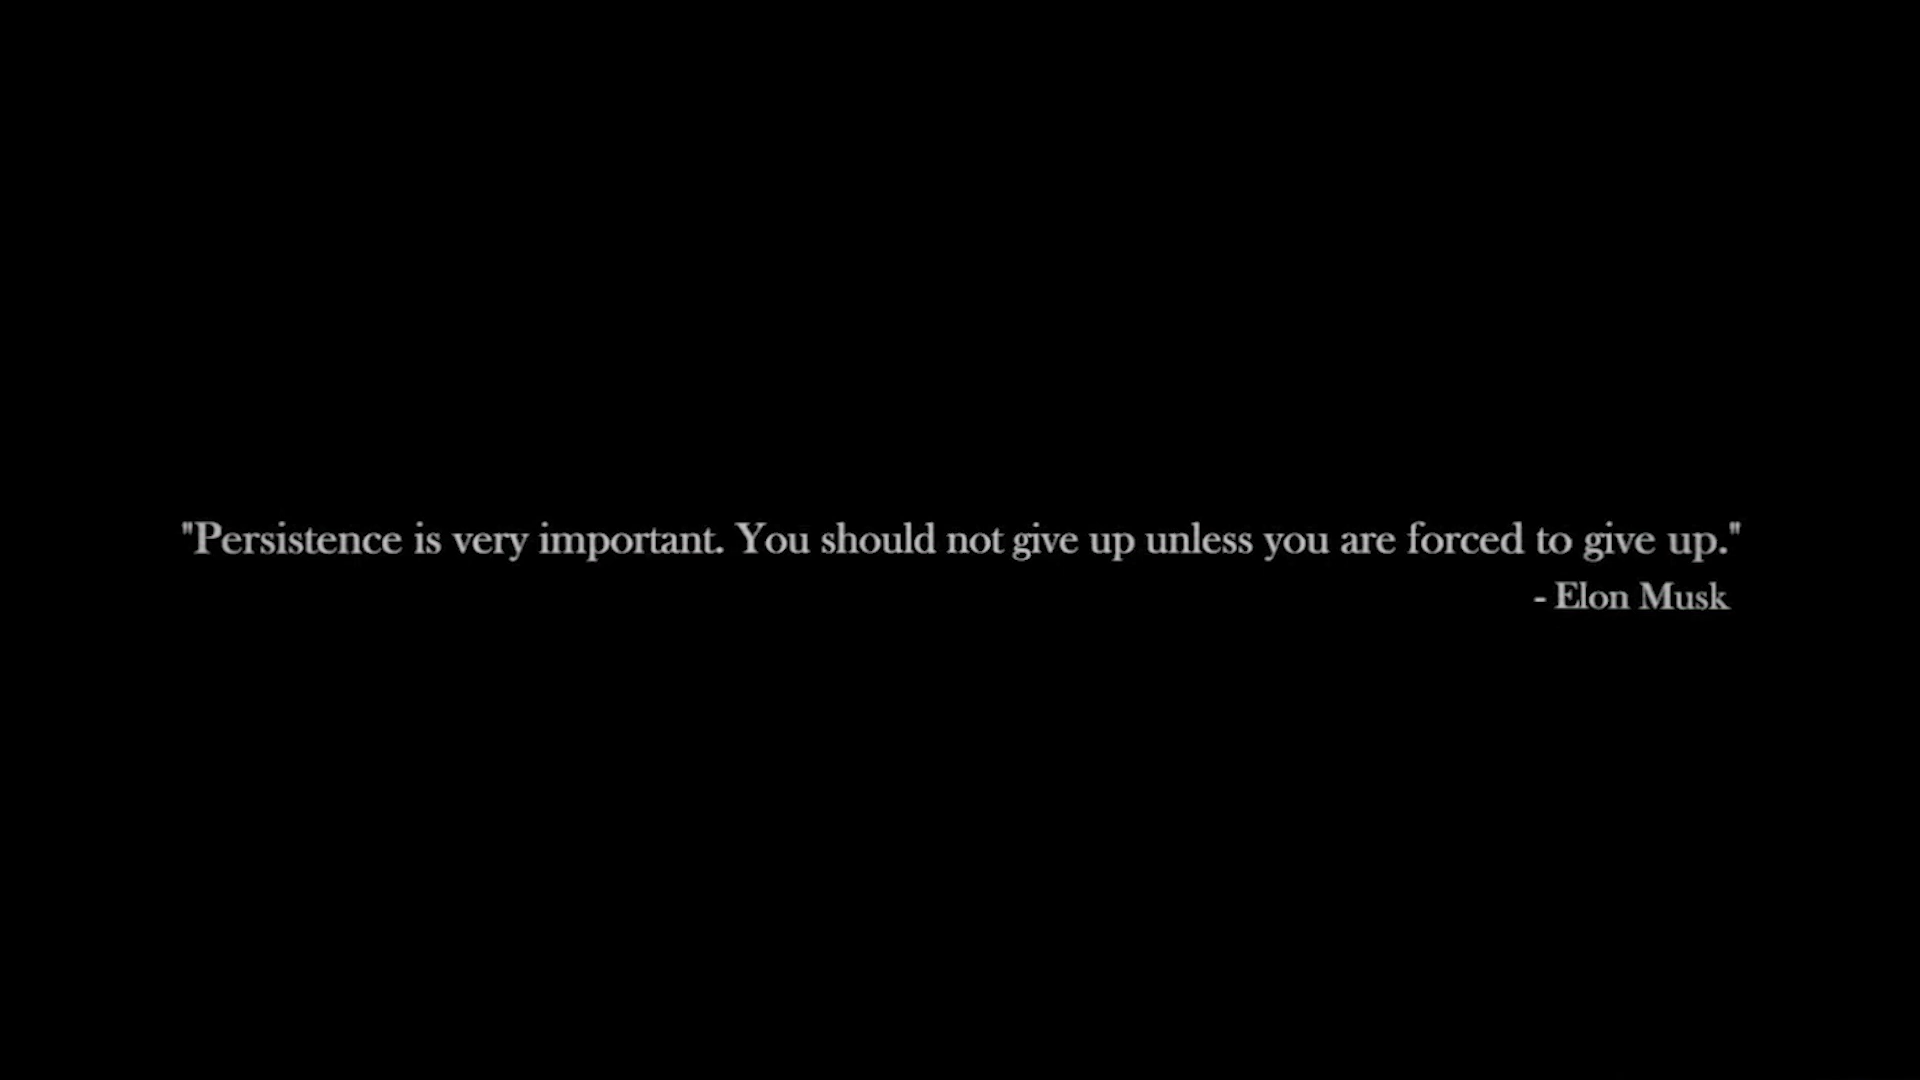 "Persistence is very important. You should not give up unless you are forced to give up."
- Elon Musk